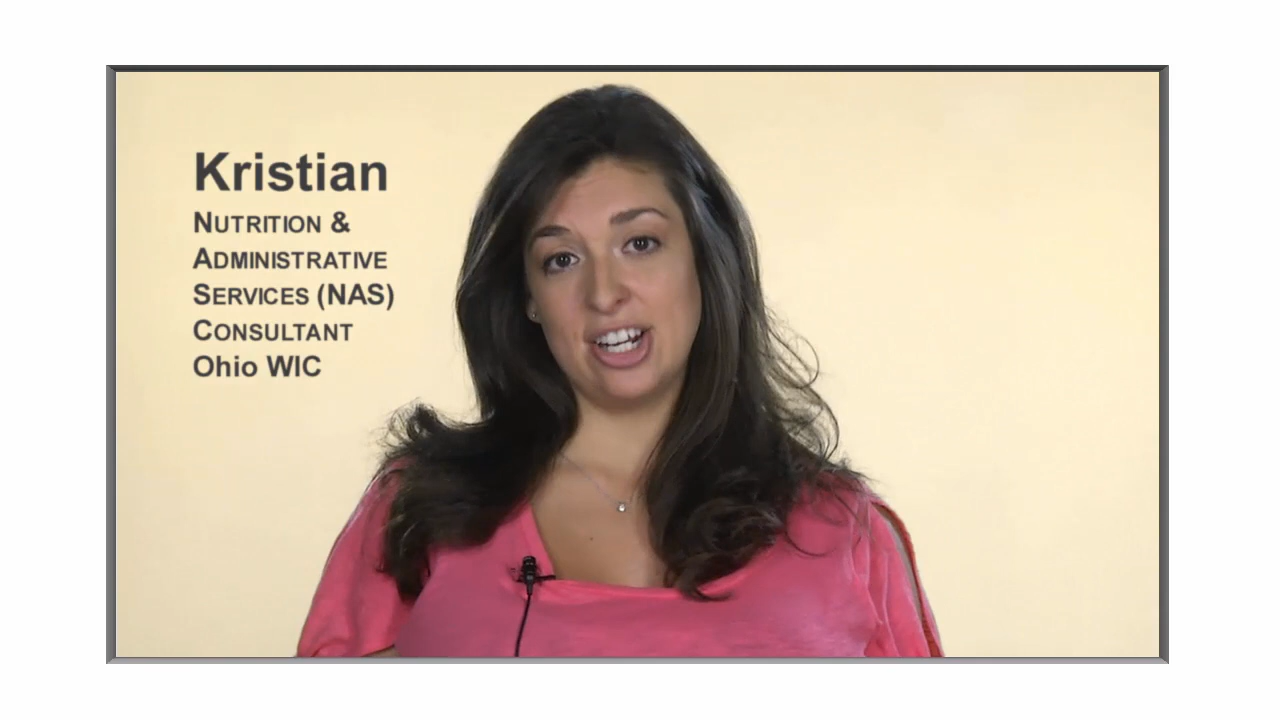 Kristian
NUTRITION &
ADMINISTRATIVE
SERVICES (NAS)
CONSULTANT
Ohio WIC